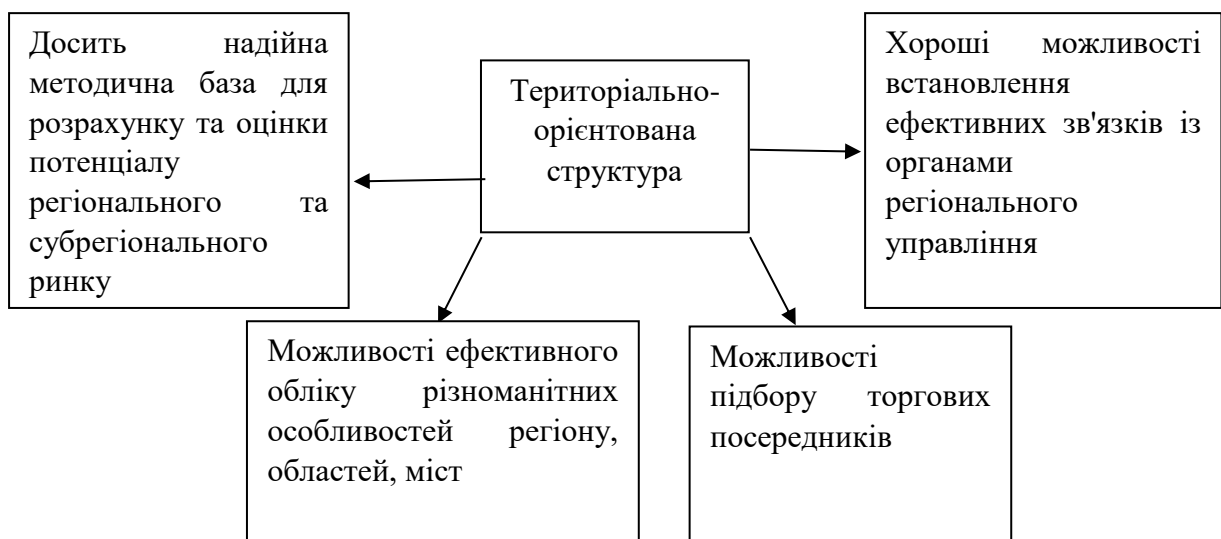 Досить надійна
методична база для
розрахунку та оцінки
потенціалу
регіонального та
субрегіонального
ринку
Територіально-
орієнтована
структура
Хороші можливості
встановлення
ефективних зв'язків із
органами
регіонального
управління
Можливості ефективного
обліку різноманітних
особливостей регіону,
областей, міст
Можливості
підбору торгових
посередників